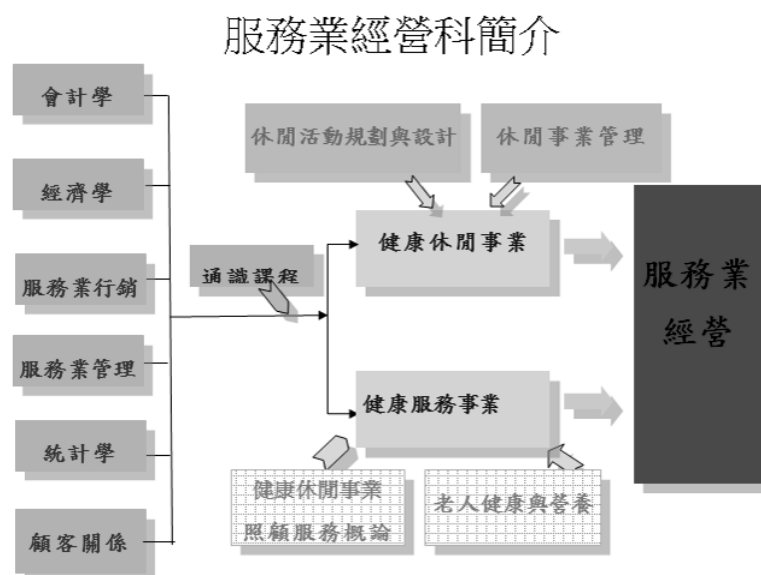 服務業經營科簡介
會計學
經濟學
服務業行銷
服務業管理
統計學
顧客關係
通識課程
休閒活動規劃與設計
休閒事業管理
健康休閒事業
健康服務事業
健康休閒事業
照顧服務概論
老人健康與營養
服務業
經營